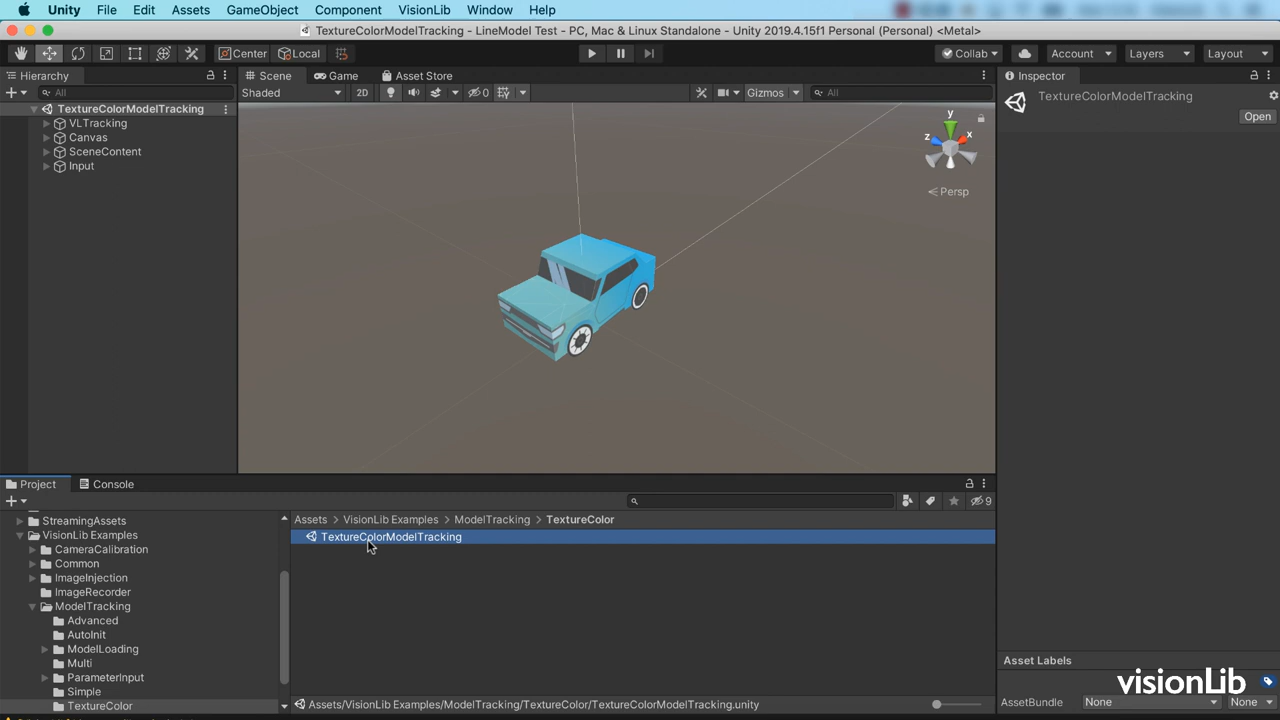 Unity File Edit Assets GameObject Component VisionLib Window Help
TextureColorModelTracking - LineModel Test - PC, Mac & Linux Standalone - Unity 2019.4.15f1 Personal (Personal) <Metal>
Center Local Collab Account Layers Layout
Hierarchy Scene Game Asset Store Inspector
All Shaded 2D 0 Gizmos All
TextureColorModelTracking
VLTracking
Canvas
SceneContent
Input
y
x
z
Persp
TextureColorModelTracking
Open
Project Console
9
StreamingAssets
VisionLib Examples
CameraCalibration
Common
ImageInjection
ImageRecorder
ModelTracking
Advanced
AutoInit
ModelLoading
Multi
ParameterInput
Simple
TextureColor
Assets > VisionLib Examples > ModelTracking > TextureColor
TextureColorModelTracking
Assets/VisionLib Examples/ModelTracking/TextureColor/TextureColorModelTracking.unity
Asset Labels
visionLib
AssetBundle None None